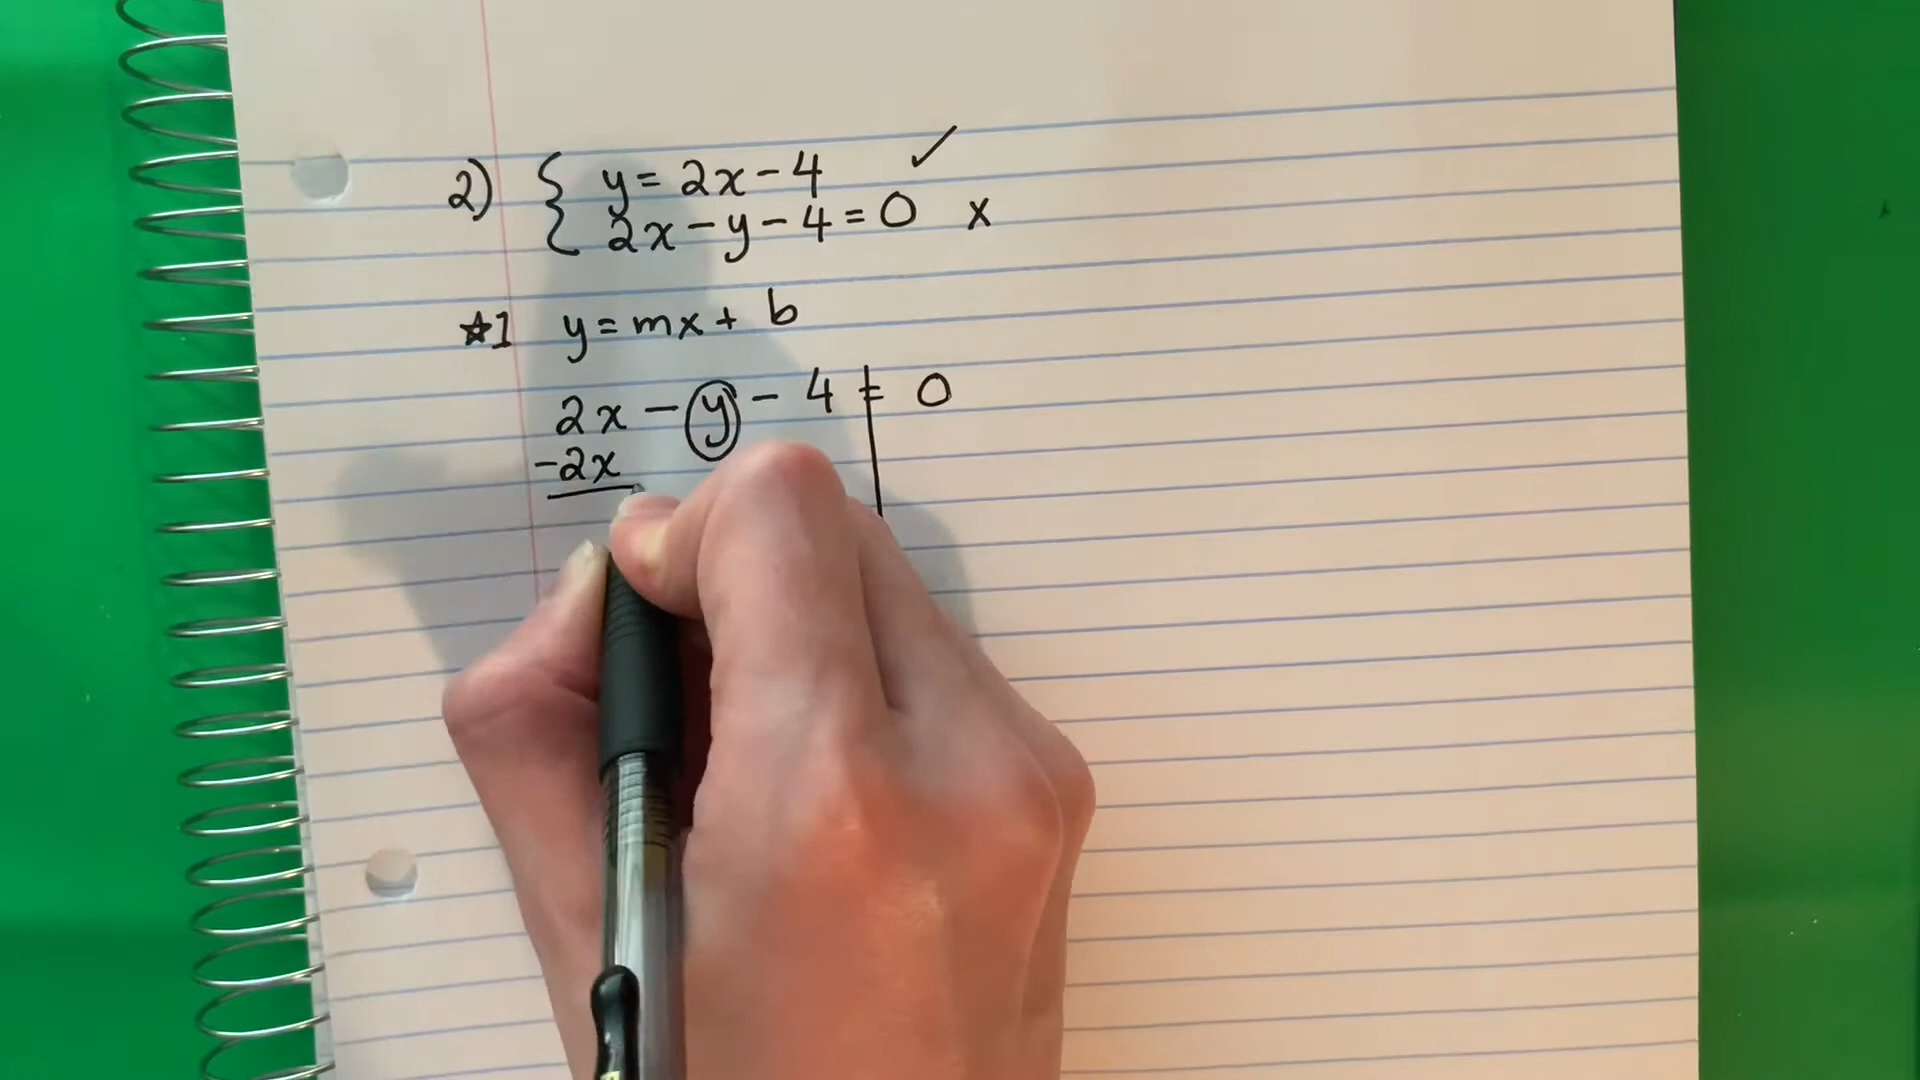 2) { y = 2x - 4 ✓
2x - y - 4 = 0 x
☆1 y = mx + b
2x - y - 4 = 0
-2x